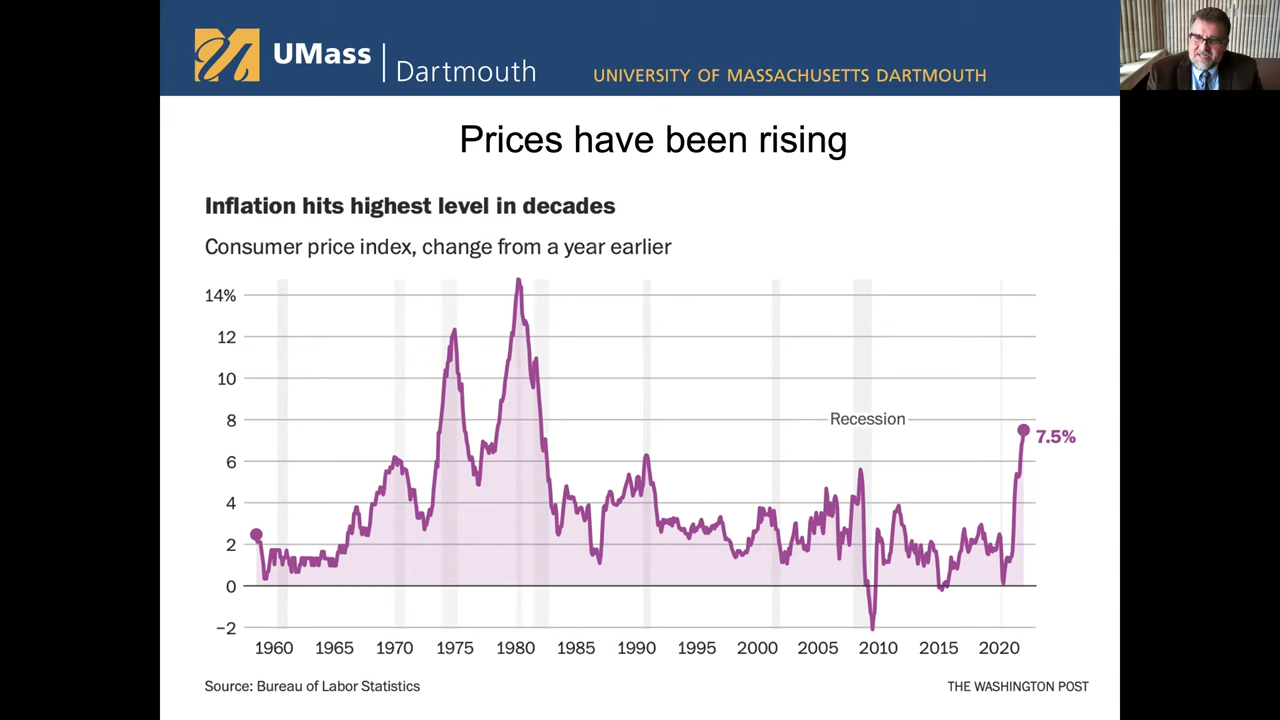 UMass | Dartmouth
UNIVERSITY OF MASSACHUSETTS DARTMOUTH
Prices have been rising
Inflation hits highest level in decades
Consumer price index, change from a year earlier
14%
12
10
8
6
4
2
0
−2
Recession
7.5%
1960 1965 1970 1975 1980 1985 1990 1995 2000 2005 2010 2015 2020
Source: Bureau of Labor Statistics
THE WASHINGTON POST